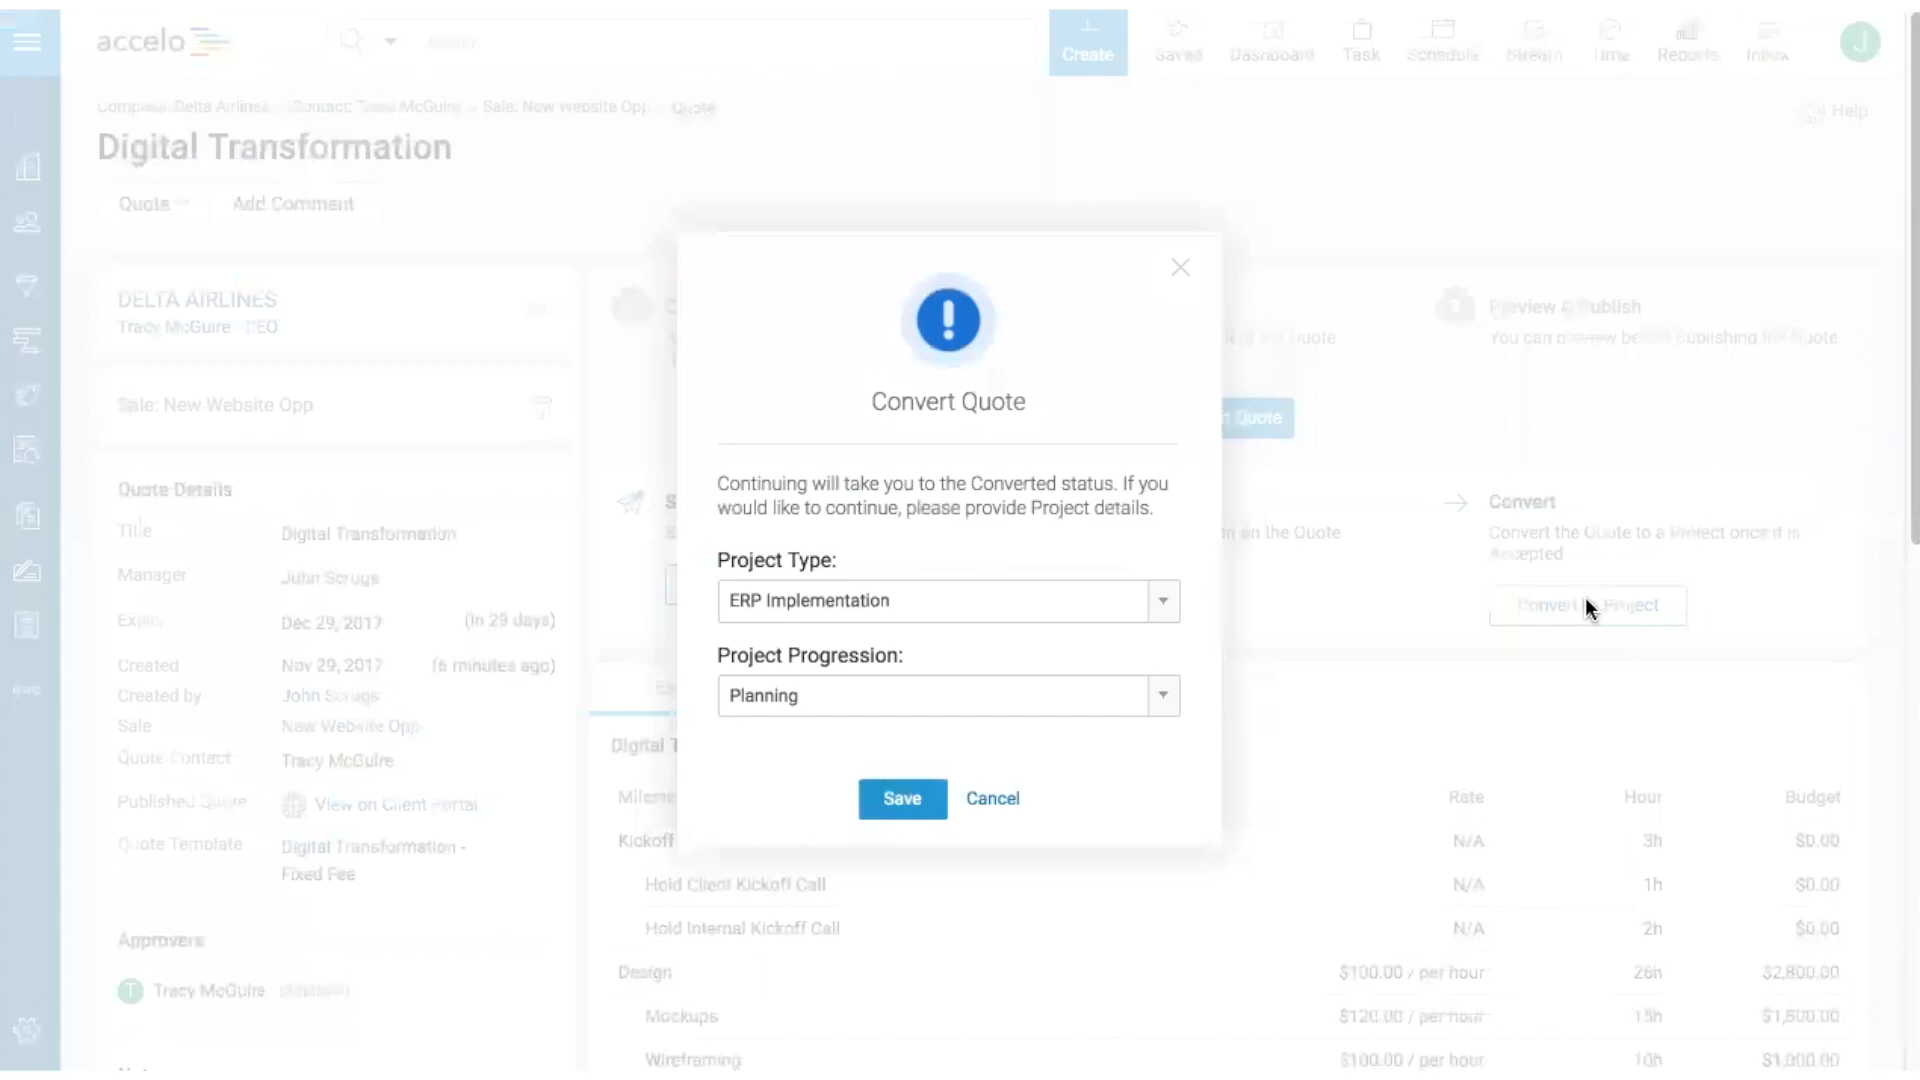 accelo
Create
Saved
Dashboard
Task
Schedule
Stream
Time
Reports
Inbox
J
Company: Delta Airlines
Contact: Tracy McGuire
Sale: New Website Opp
Quote
Help
Digital Transformation
Quote
Add Comment
DELTA AIRLINES
Tracy McGuire - CEO
Sale: New Website Opp
Quote Details
Title Digital Transformation
Manager John Scrugs
Expiry Dec 29, 2017 (in 29 days)
Created Nov 29, 2017 (6 minutes ago)
Created by John Scrugs
Sale New Website Opp
Quote Contact Tracy McGuire
Published Quote View on Client Portal
Quote Template Digital Transformation -
Fixed Fee
Approvers
T Tracy McGuire
Convert Quote
Continuing will take you to the Converted status. If you
would like to continue, please provide Project details.
Project Type:
ERP Implementation
Project Progression:
Planning
Save Cancel
Quote
3 Preview & Publish
You can preview before publishing the Quote.
Quote
on the Quote
Convert
Convert the Quote to a Project once it is
Accepted
Convert to Project
Digital
Rate Hour Budget
Kickoff N/A 3h $0.00
Hold Client Kickoff Call N/A 1h $0.00
Hold Internal Kickoff Call N/A 2h $0.00
Design $100.00 / per hour $2,800.00
Mockups $120.00 / per hour 15h
Wireframing $100.00 / per hour 10h $1,000.00